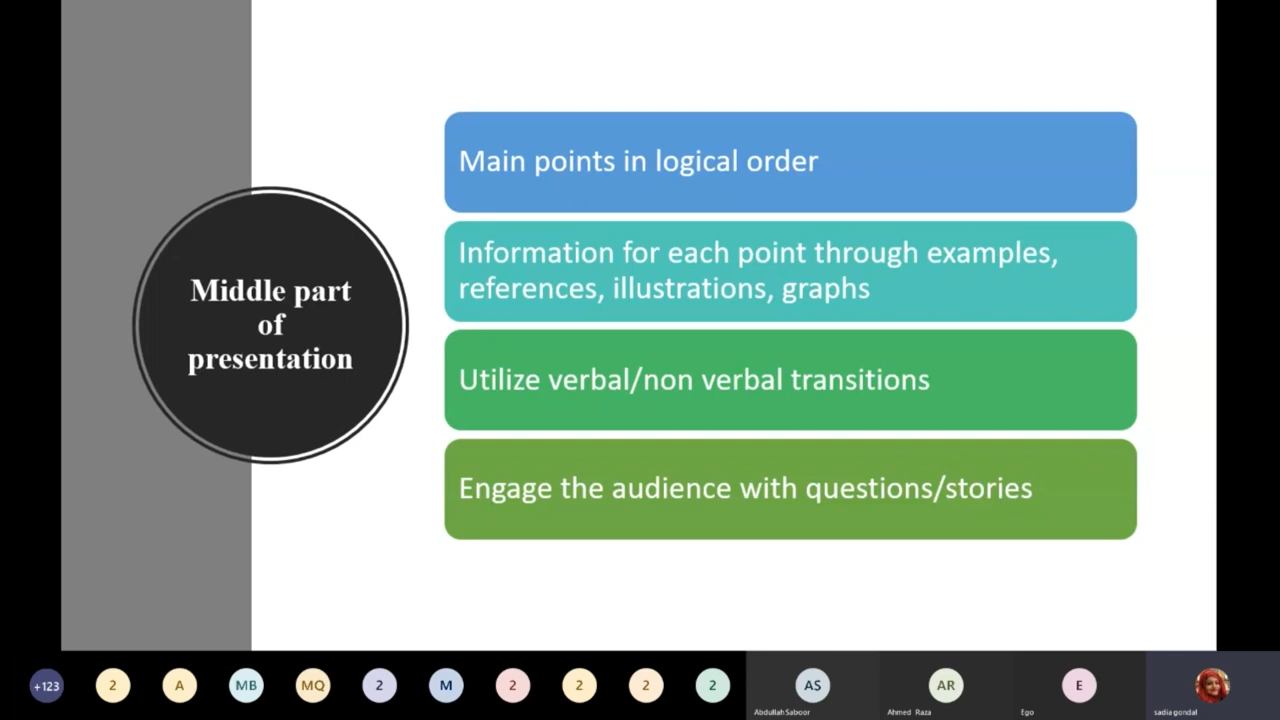 Middle part
of
presentation
Main points in logical order
Information for each point through examples,
references, illustrations, graphs
Utilize verbal/non verbal transitions
Engage the audience with questions/stories
+123
2
A
MB
MQ
2
M
2
2
2
2
AS
AR
E
Abdullah Saboor
Ahmed Raza
Ego
sadia gondal